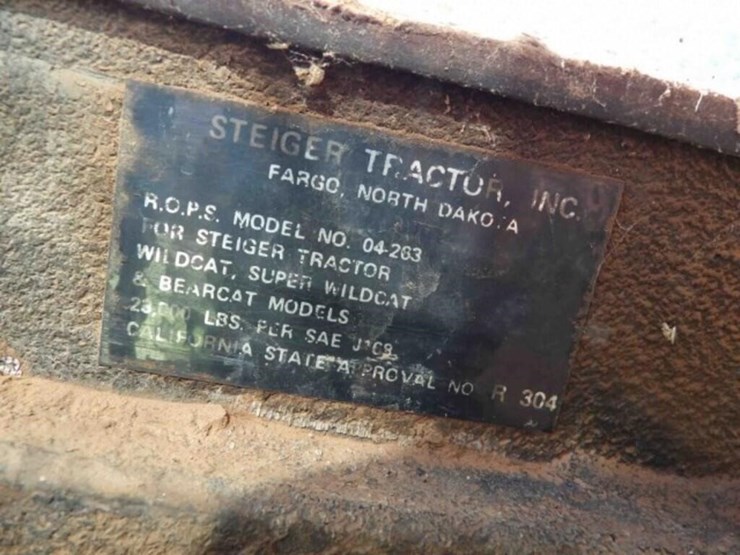 STEIGER TRACTOR, INC.
FARGO, NORTH DAKOTA
R.O.P.S. MODEL NO. 04-263
FOR STEIGER TRACTOR
WILDCAT, SUPER WILDCAT
& BEARCAT MODELS
LBS. PER SAE
CALIFORNIA STATE APPROVAL NO R 304